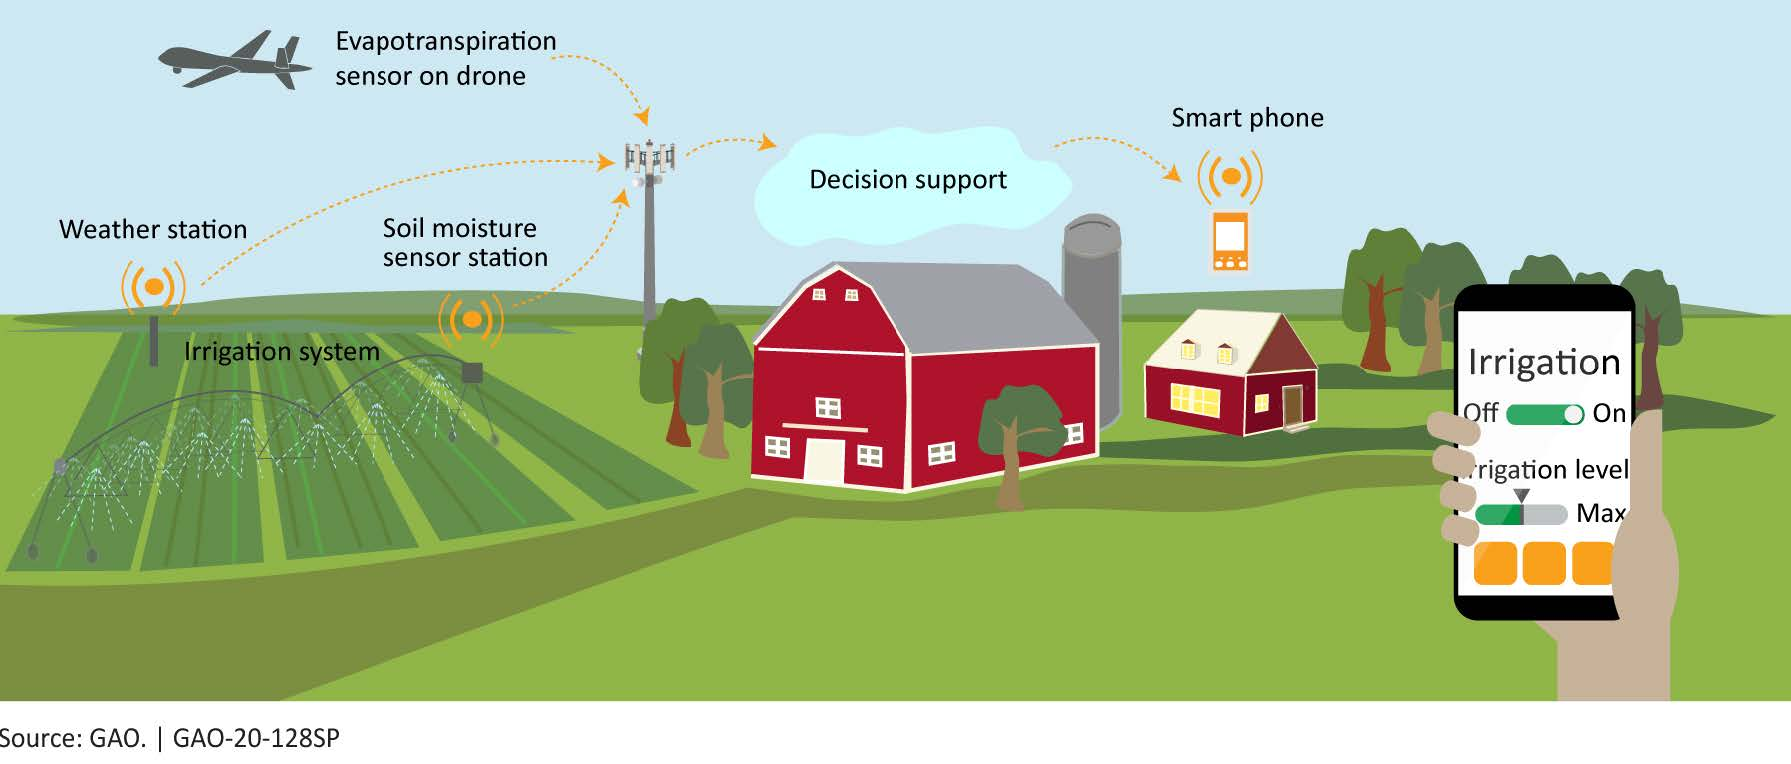 Evapotranspiration
sensor on drone
Smart phone
Decision support
Weather station
Soil moisture
sensor station
Irrigation system
Irrigation
Off On
rrigation level
Max
Source: GAO. | GAO-20-128SP